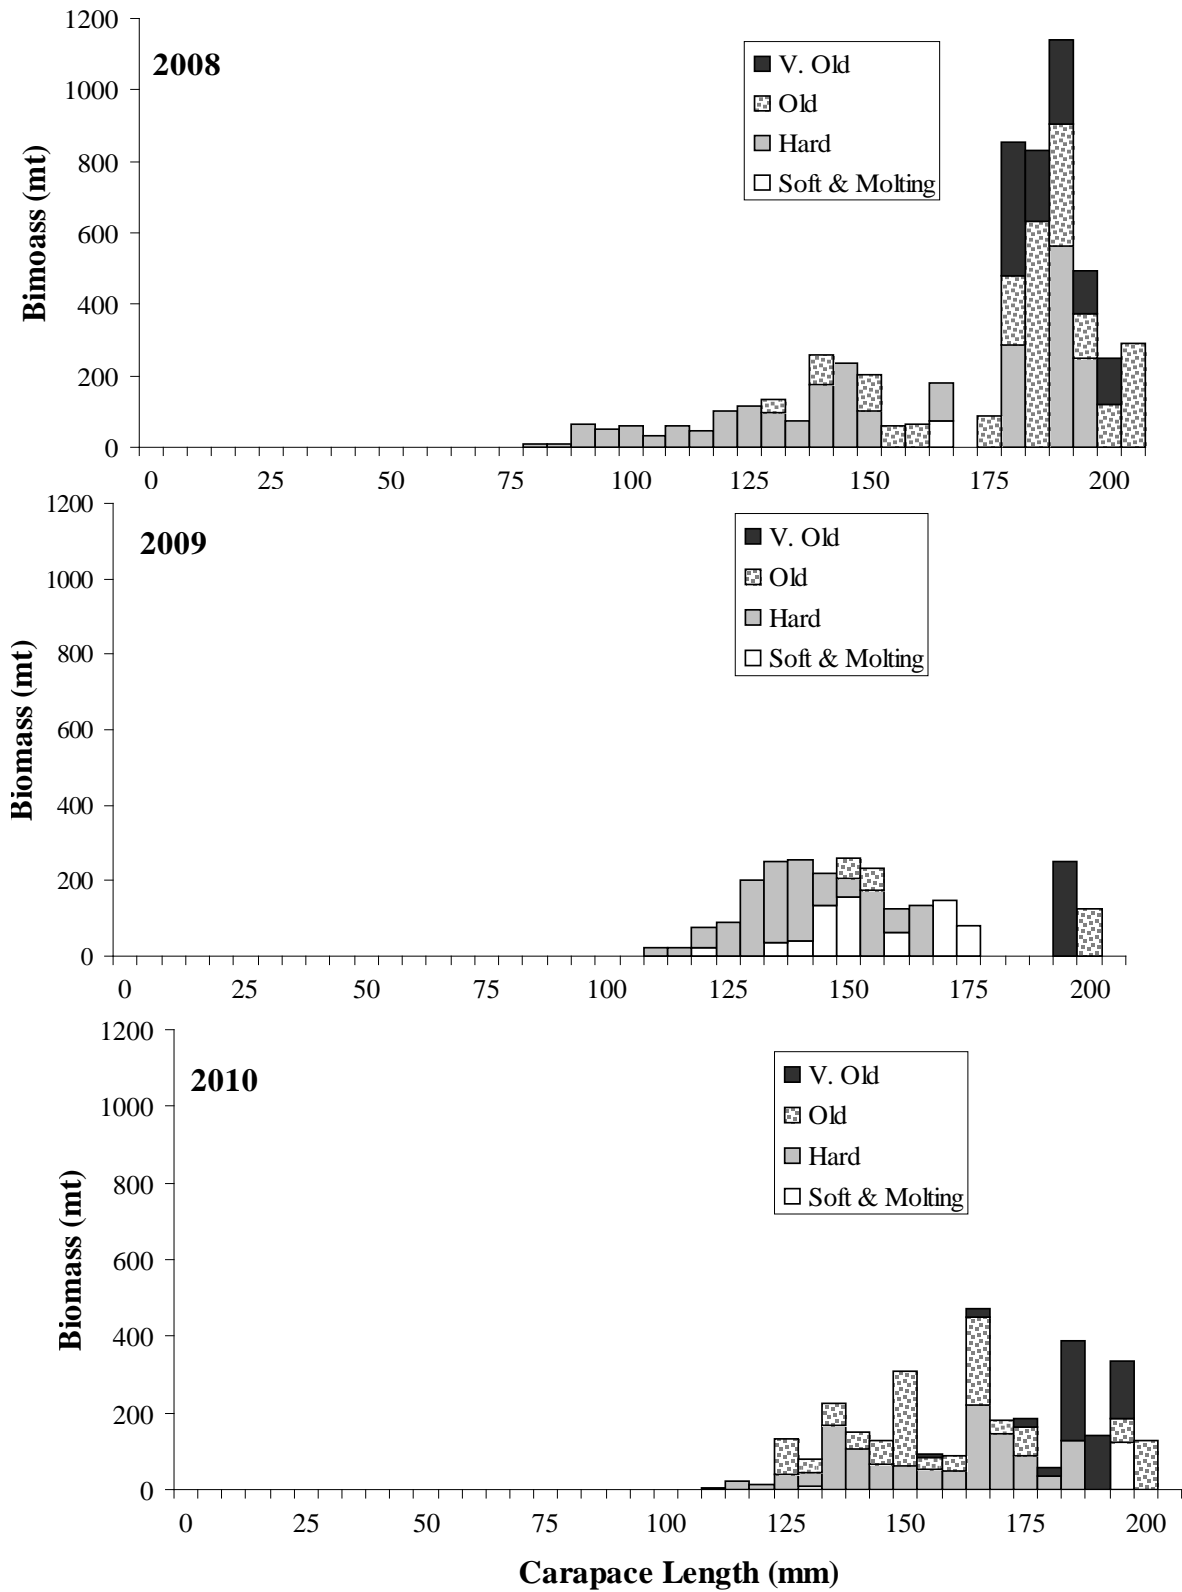 1200
2008
V. Old
Old
Hard
Soft & Molting
1000
800
600
400
200
0
Bimoass (mt)
0 25 50 75 100 125 150 175 200
1200
2009
V. Old
Old
Hard
Soft & Molting
1000
800
600
400
200
0
Biomass (mt)
0 25 50 75 100 125 150 175 200
1200
2010
V. Old
Old
Hard
Soft & Molting
1000
800
600
400
200
0
Biomass (mt)
0 25 50 75 100 125 150 175 200
Carapace Length (mm)